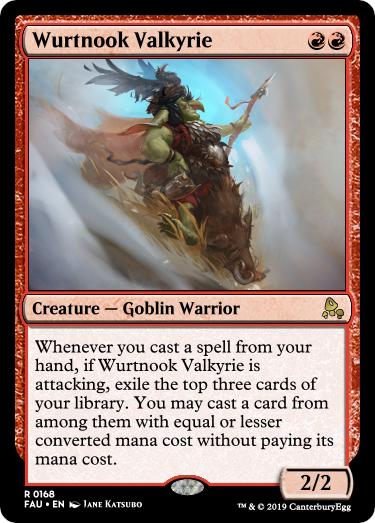 Wurtnook Valkyrie
Creature — Goblin Warrior
Whenever you cast a spell from your
hand, if Wurtnook Valkyrie is
attacking, exile the top three cards of
your library. You may cast a card from
among them with equal or lesser
converted mana cost without paying its
mana cost.
2/2
R 0168
FAU • EN Jane Katsubo
™ & © 2019 CanterburyEgg